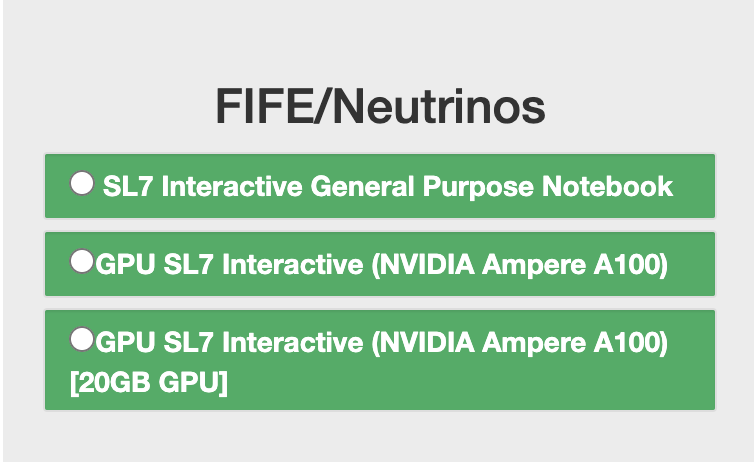 FIFE/Neutrinos
SL7 Interactive General Purpose Notebook
GPU SL7 Interactive (NVIDIA Ampere A100)
GPU SL7 Interactive (NVIDIA Ampere A100)
[20GB GPU]